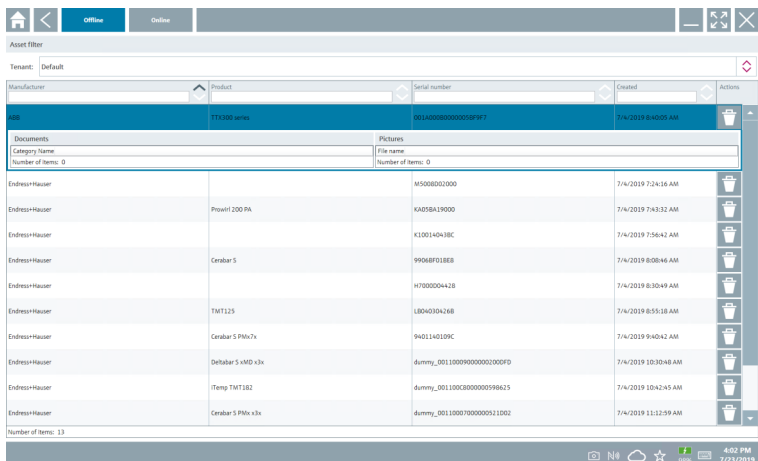 Offline Online
Asset filter
Tenant: Default
Manufacturer Product Serial number Created Actions
ABB TTX300 series 7/4/2019 8:40:05 AM
Documents Pictures
Category Name File name
Number of Items: 0 Number of Items: 0
Endress+Hauser M5008D02000 7/4/2019 7:24:16 AM
Endress+Hauser Prowirl 200 PA KA05BA19000 7/4/2019 7:43:32 AM
Endress+Hauser K10014043BC 7/4/2019 7:56:42 AM
Endress+Hauser Cerabar S 9906BF018E8 7/4/2019 8:08:46 AM
Endress+Hauser H7000D04428 7/4/2019 8:30:49 AM
Endress+Hauser TMT125 LB040304268 7/4/2019 8:55:18 AM
Endress+Hauser Cerabar S PMx7x 9401140109C 7/4/2019 9:40:42 AM
Endress+Hauser Deltabar S xMD x3x dummy_001100090000000200DFD 7/4/2019 10:30:48 AM
Endress+Hauser iTemp TMT182 dummy_001100C8000000598625 7/4/2019 10:42:45 AM
Endress+Hauser Cerabar S PMx x3x dummy_00110007000000521D02 7/4/2019 11:12:59 AM
Number of Items: 13
4:02 PM
7/23/2019